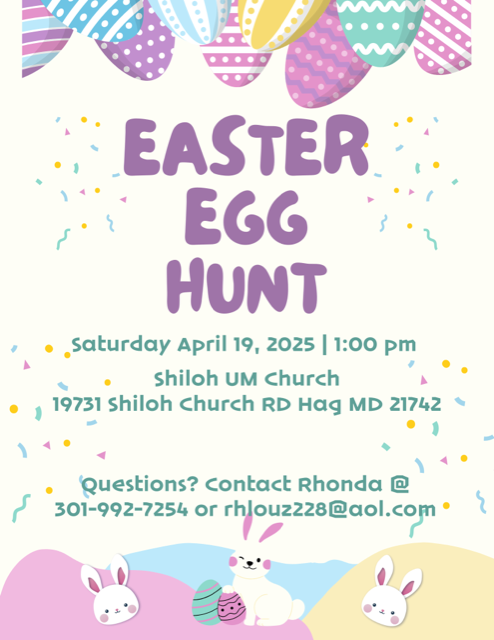 EASTER
EGG
HUNT
Saturday April 19, 2025 | 1:00 pm
Shiloh UM Church
19731 Shiloh Church RD Hag MD 21742
Questions? Contact Rhonda @
301-992-7254 or rhlouz228@aol.com